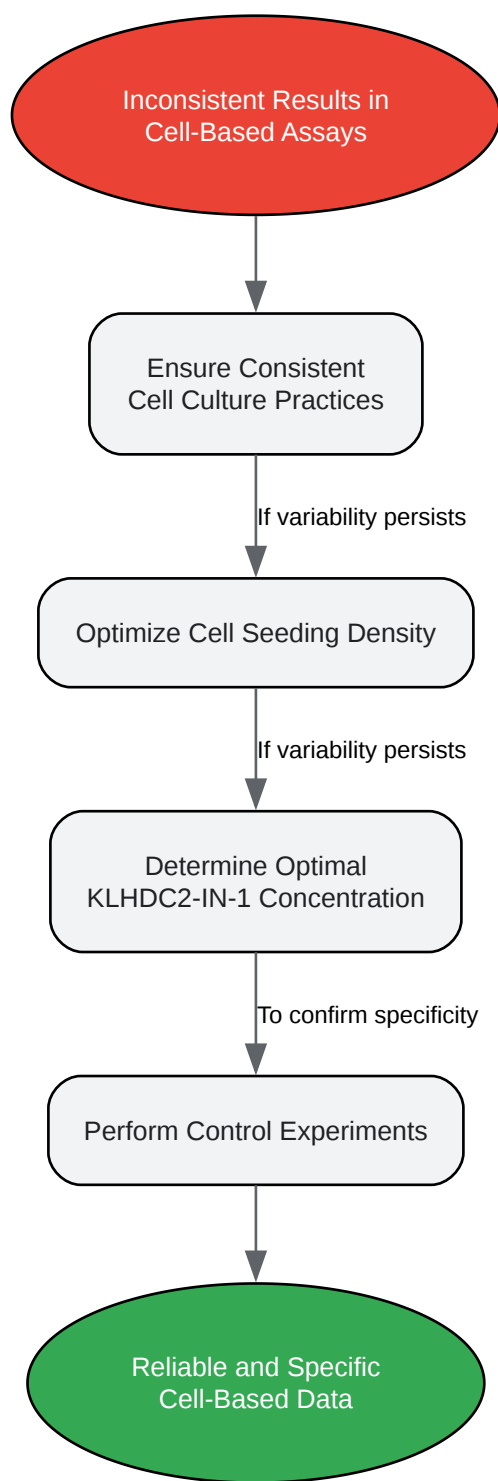 Inconsistent Results in
Cell-Based Assays
Ensure Consistent
Cell Culture Practices
If variability persists
Optimize Cell Seeding Density
If variability persists
Determine Optimal
KLHDC2-IN-1 Concentration
To confirm specificity
Perform Control Experiments
Reliable and Specific
Cell-Based Data